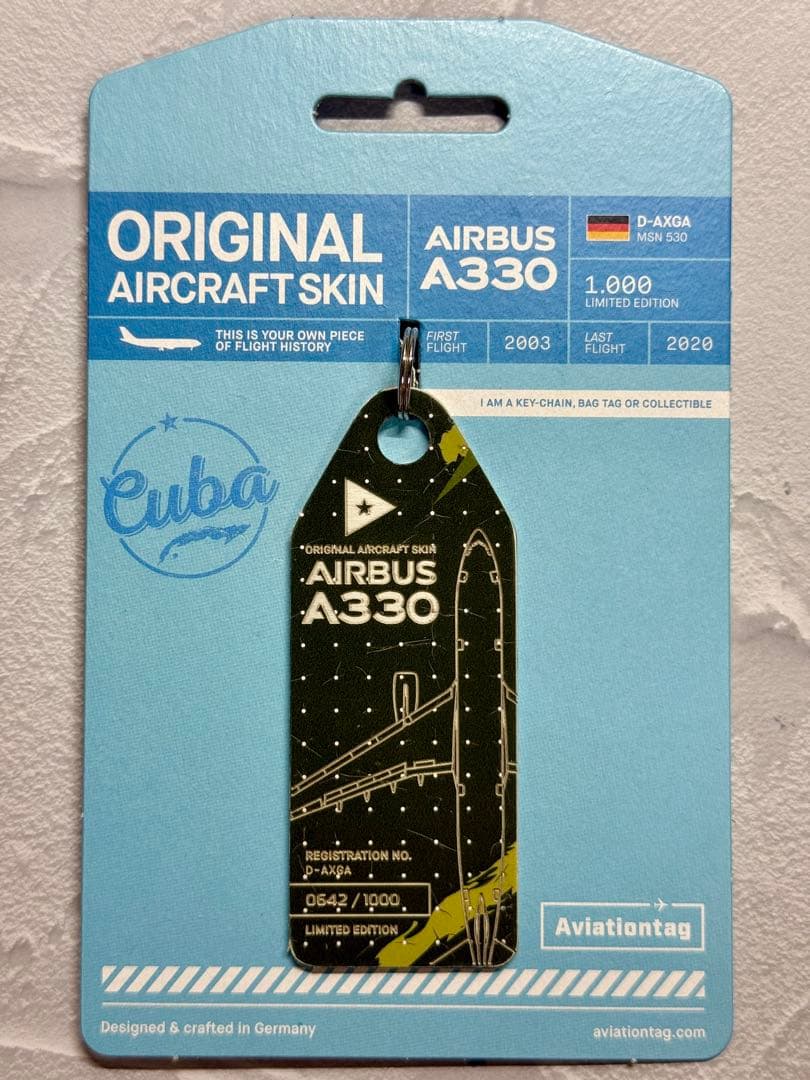 ORIGINAL
AIRCRAFT SKIN
AIRBUS
A330
D-AXGA
MSN 530
1.000
LIMITED EDITION
THIS IS YOUR OWN PIECE
OF FLIGHT HISTORY
FIRST
FLIGHT
2003
LAST
FLIGHT
2020
I AM A KEY-CHAIN, BAG TAG OR COLLECTIBLE
Cuba
ORIGINAL AIRCRAFT SKIN
AIRBUS
A330
REGISTRATION NO.
D-AXGA
0642 / 1000
LIMITED EDITION
Aviationtag
Designed & crafted in Germany
aviationtag.com